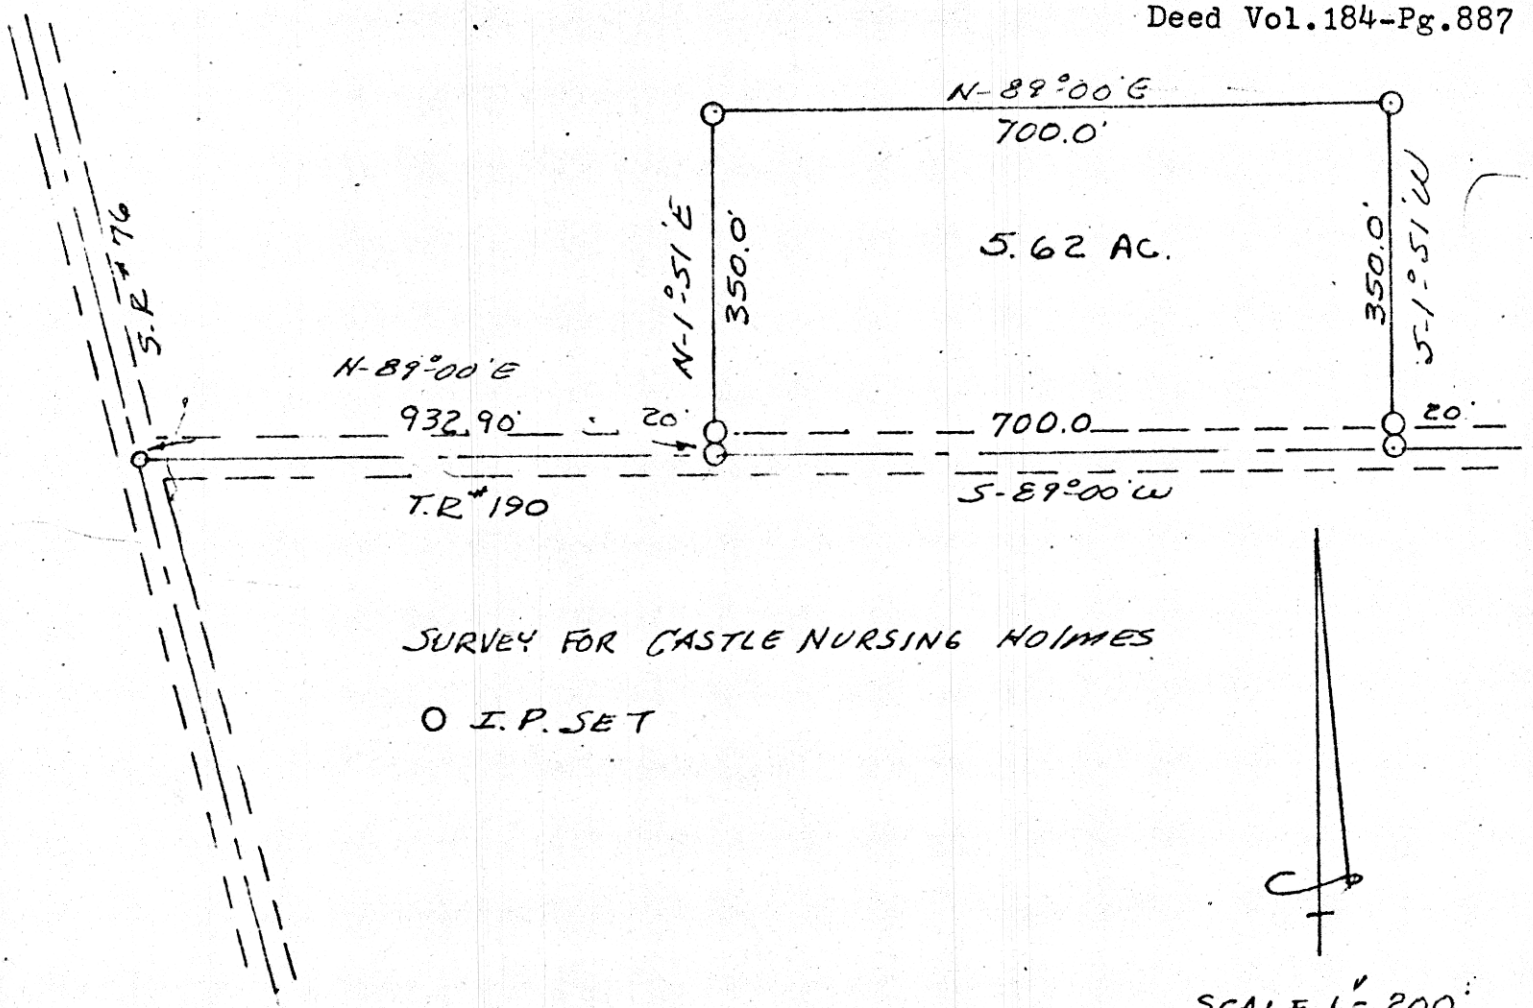 Deed Vol.184-Pg.887
N-89°00'E
700.0'
S.R#76
N-1°-51'E
350.0'
5.62 AC.
350.0'
S-1°-51'W
N-89°00'E
932.90'
20'
700.0
20'
T.R#190
S-89°00'W
SURVEY FOR CASTLE NURSING HOLMES
O I.P. SET
SCALE 1"=200'